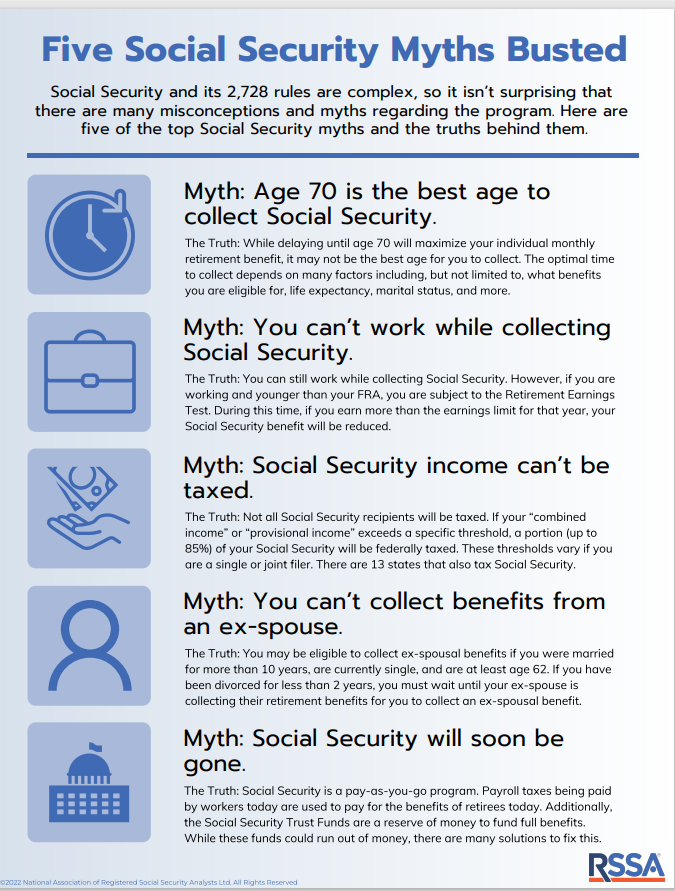 Five Social Security Myths Busted
Social Security and its 2,728 rules are complex, so it isn’t surprising that
there are many misconceptions and myths regarding the program. Here are
five of the top Social Security myths and the truths behind them.
Myth: Age 70 is the best age to
collect Social Security.
The Truth: While delaying until age 70 will maximize your individual monthly
retirement benefit, it may not be the best age for you to collect. The optimal time
to collect depends on many factors including, but not limited to, what benefits
you are eligible for, life expectancy, marital status, and more.
Myth: You can’t work while collecting
Social Security.
The Truth: You can still work while collecting Social Security. However, if you are
working and younger than your FRA, you are subject to the Retirement Earnings
Test. During this time, if you earn more than the earnings limit for that year, your
Social Security benefit will be reduced.
Myth: Social Security income can’t be
taxed.
The Truth: Not all Social Security recipients will be taxed. If your “combined
income” or “provisional income” exceeds a specific threshold, a portion (up to
85%) of your Social Security will be federally taxed. These thresholds vary if you
are a single or joint filer. There are 13 states that also tax Social Security.
Myth: You can’t collect benefits from
an ex-spouse.
The Truth: You may be eligible to collect ex-spousal benefits if you were married
for more than 10 years, are currently single, and are at least age 62. If you have
been divorced for less than 2 years, you must wait until your ex-spouse is
collecting their retirement benefits for you to collect an ex-spousal benefit.
Myth: Social Security will soon be
gone.
The Truth: Social Security is a pay-as-you-go program. Payroll taxes being paid
by workers today are used to pay for the benefits of retirees today. Additionally,
the Social Security Trust Funds are a reserve of money to fund full benefits.
While these funds could run out of money, there are many solutions to fix this.
©2022 National Association of Registered Social Security Analysts Ltd. All Rights Reserved
RSSA®